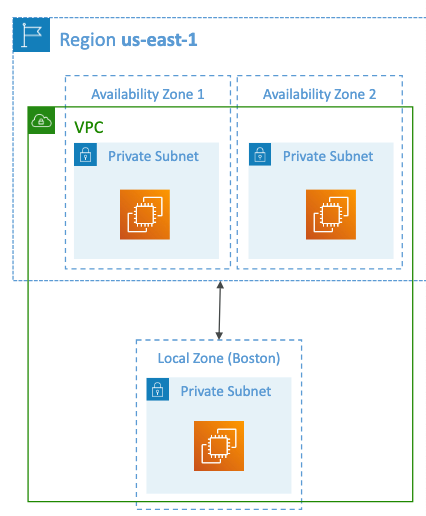 Region us-east-1
Availability Zone 1
Availability Zone 2
VPC
Private Subnet
Private Subnet
Local Zone (Boston)
Private Subnet